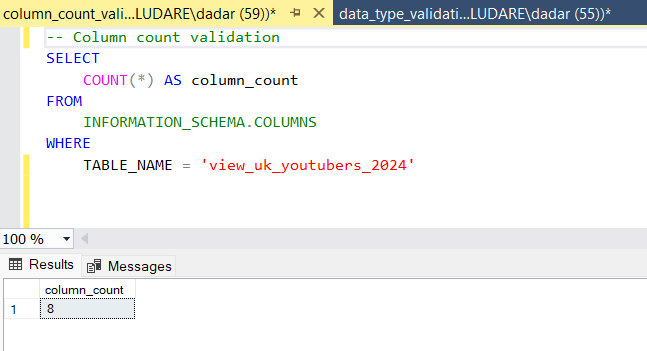 column_count_vali...LUDARE\dadar (59))* data_type_validati...LUDARE\dadar (55))*
-- Column count validation
SELECT
COUNT(*) AS column_count
FROM
INFORMATION_SCHEMA.COLUMNS
WHERE
TABLE_NAME = 'view_uk_youtubers_2024'
100 %
Results Messages
column_count
1 8